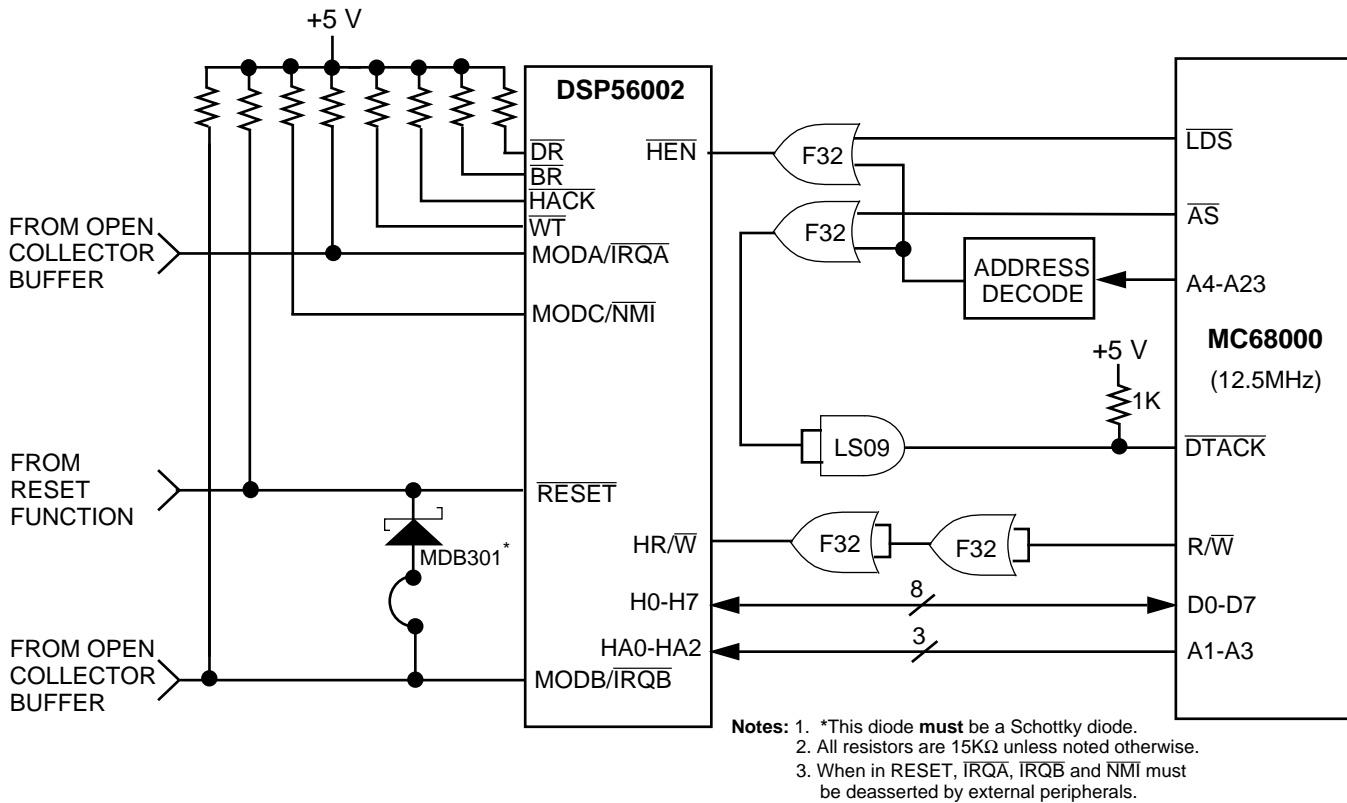 +5 V
DSP56002
DR
BR
HACK
WT
MODA/IRQA
MODC/NMI
RESET
MODB/IRQB
HEN
HR/W
H0-H7
HA0-HA2
FROM OPEN
COLLECTOR
BUFFER
FROM
RESET
FUNCTION
FROM OPEN
COLLECTOR
BUFFER
MDB301*
F32
F32
ADDRESS
DECODE
+5 V
1K
LS09
F32
F32
8
3
LDS
AS
A4-A23
MC68000
(12.5MHz)
DTACK
R/W
D0-D7
A1-A3
Notes: 1. *This diode must be a Schottky diode.
2. All resistors are 15KΩ unless noted otherwise.
3. When in RESET, IRQA, IRQB and NMI must
be deasserted by external peripherals.